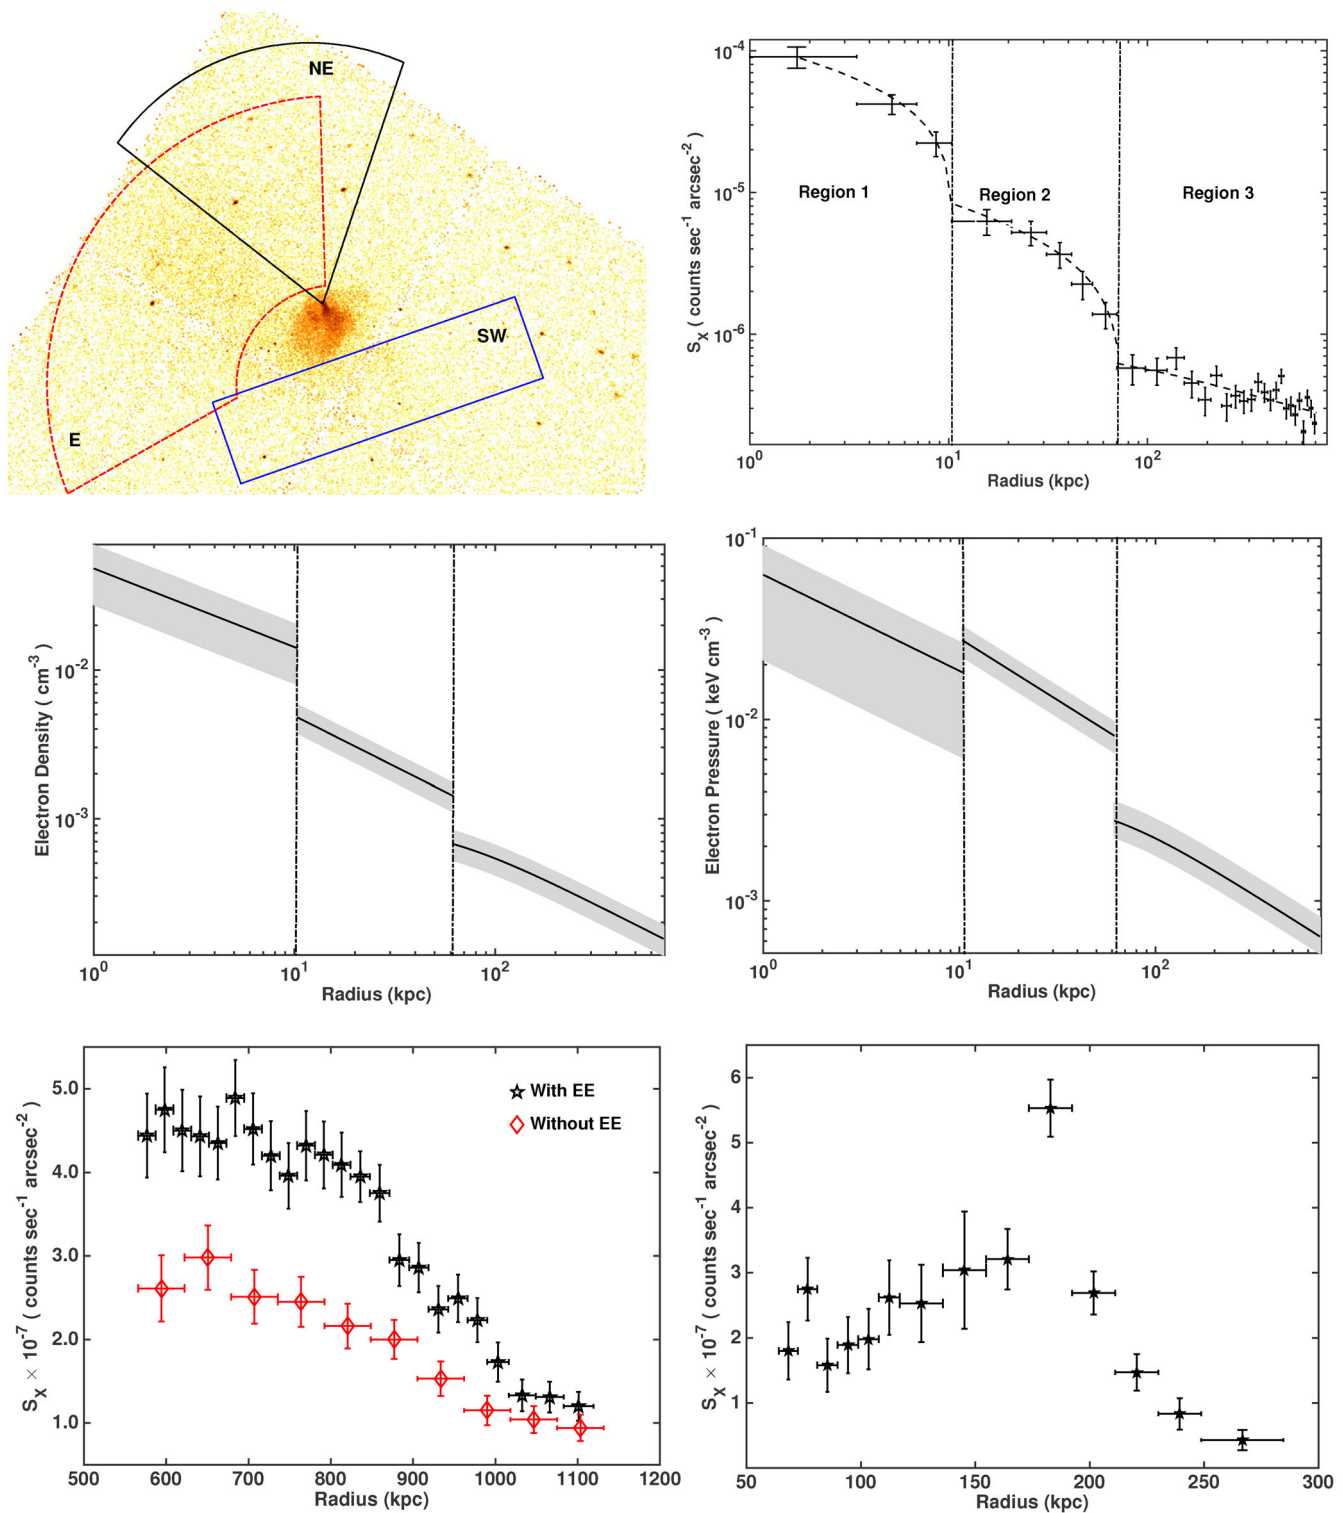 NE
E
SW
S_X ( counts sec^-1 arcsec^-2 )
10^-4
10^-5
10^-6
Region 1
Region 2
Region 3
10^0 10^1 10^2
Radius (kpc)
Electron Density ( cm^-3 )
10^-2
10^-3
10^0 10^1 10^2
Radius (kpc)
Electron Pressure ( keV cm^-3 )
10^-1
10^-2
10^-3
10^0 10^1 10^2
Radius (kpc)
S_X × 10^-7 ( counts sec^-1 arcsec^-2 )
5.0
4.0
3.0
2.0
1.0
With EE
Without EE
500 600 700 800 900 1000 1100 1200
Radius (kpc)
S_X × 10^-7 ( counts sec^-1 arcsec^-2 )
6
5
4
3
2
1
50 100 150 200 250 300
Radius (kpc)